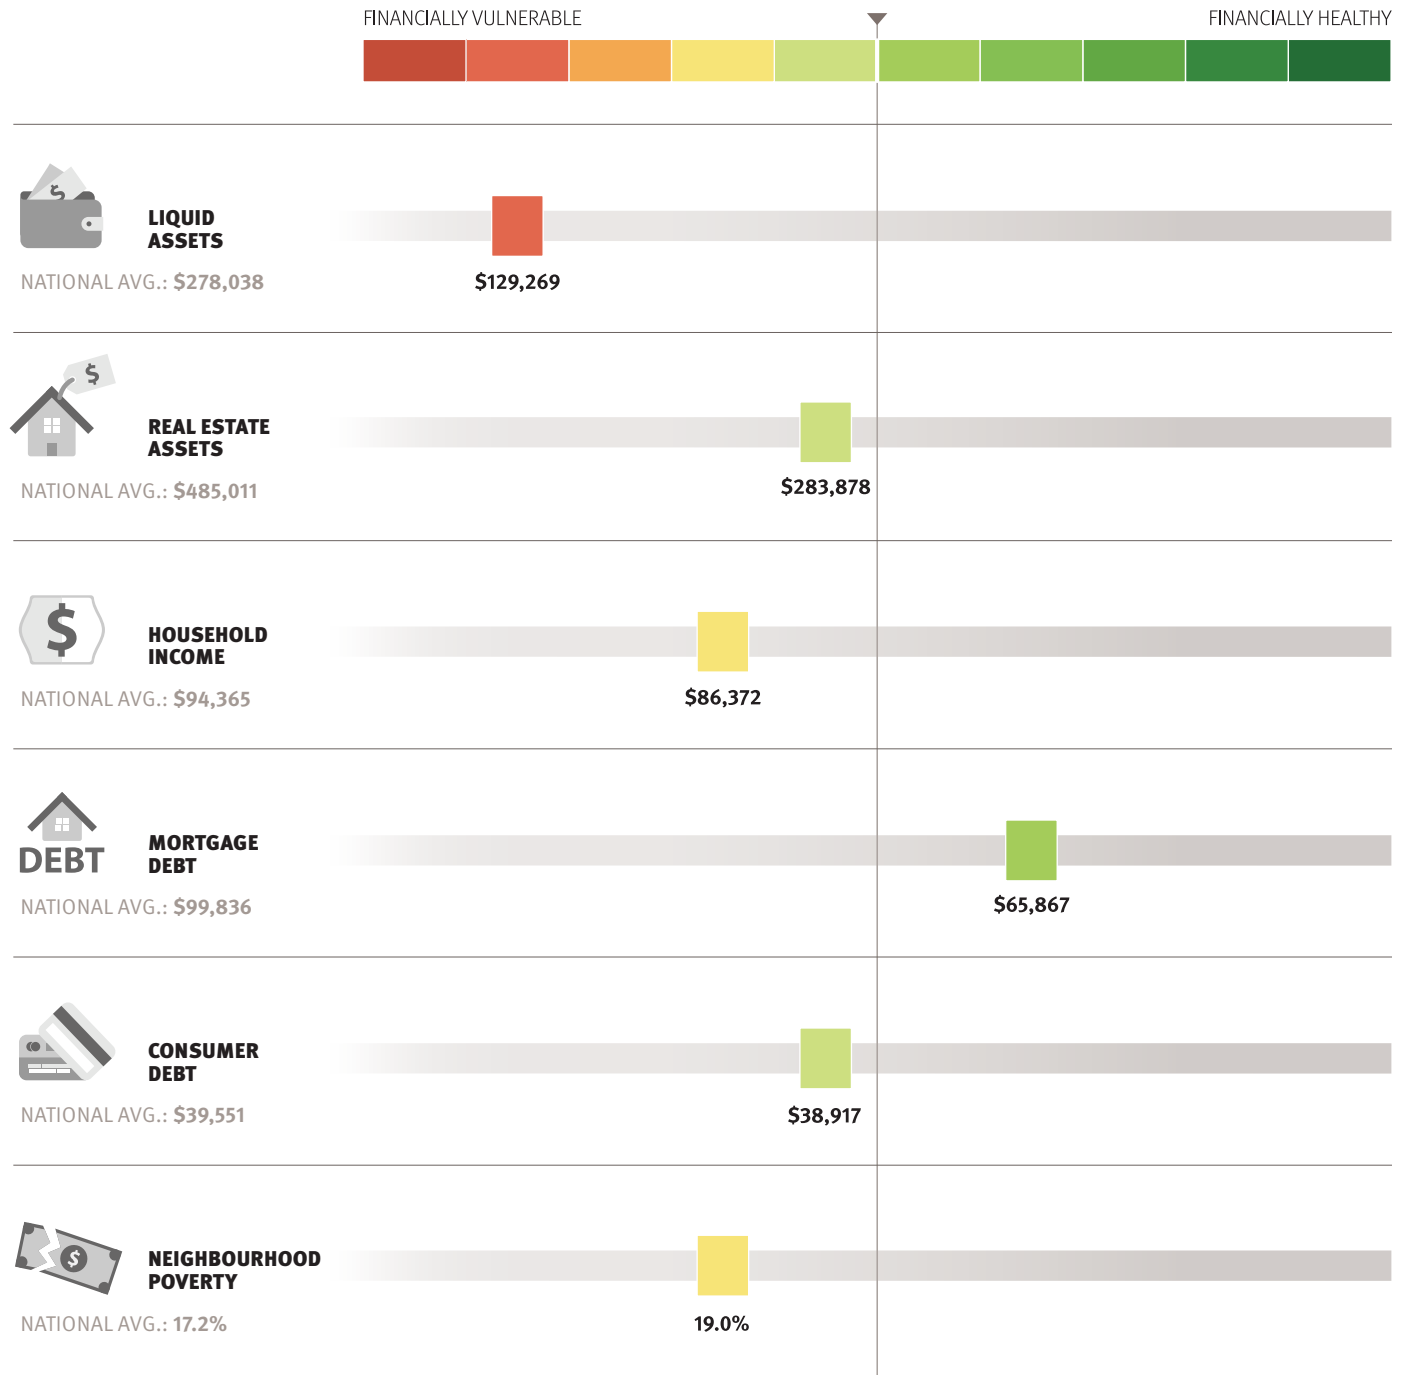 FINANCIALLY VULNERABLE
FINANCIALLY HEALTHY
$
LIQUID
ASSETS
NATIONAL AVG.: $278,038
$129,269
$
REAL ESTATE
ASSETS
NATIONAL AVG.: $485,011
$283,878
$
HOUSEHOLD
INCOME
NATIONAL AVG.: $94,365
$86,372
DEBT
MORTGAGE
DEBT
NATIONAL AVG.: $99,836
$65,867
CONSUMER
DEBT
NATIONAL AVG.: $39,551
$38,917
$
NEIGHBOURHOOD
POVERTY
NATIONAL AVG.: 17.2%
19.0%